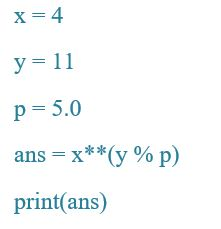 x = 4
y = 11
p = 5.0
ans = x**(y % p)
print(ans)